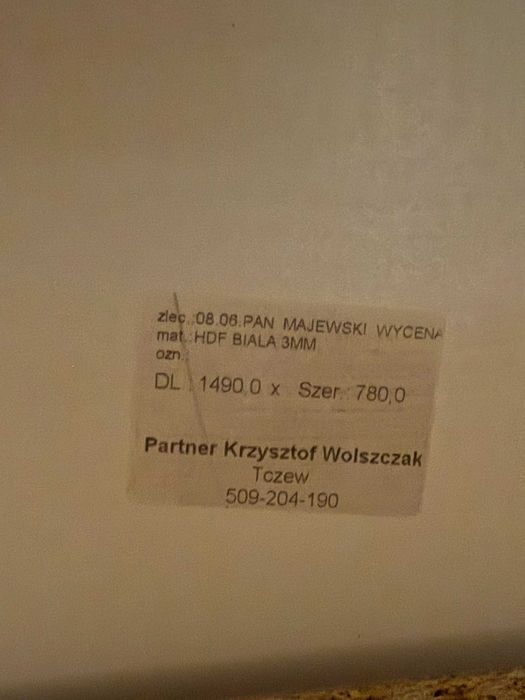 zlec.:08.06.PAN MAJEWSKI WYCENA
mat.:HDF BIALA 3MM
ozn.:
DL : 1490,0 x Szer.: 780,0
Partner Krzysztof Wolszczak
Tczew
509-204-190